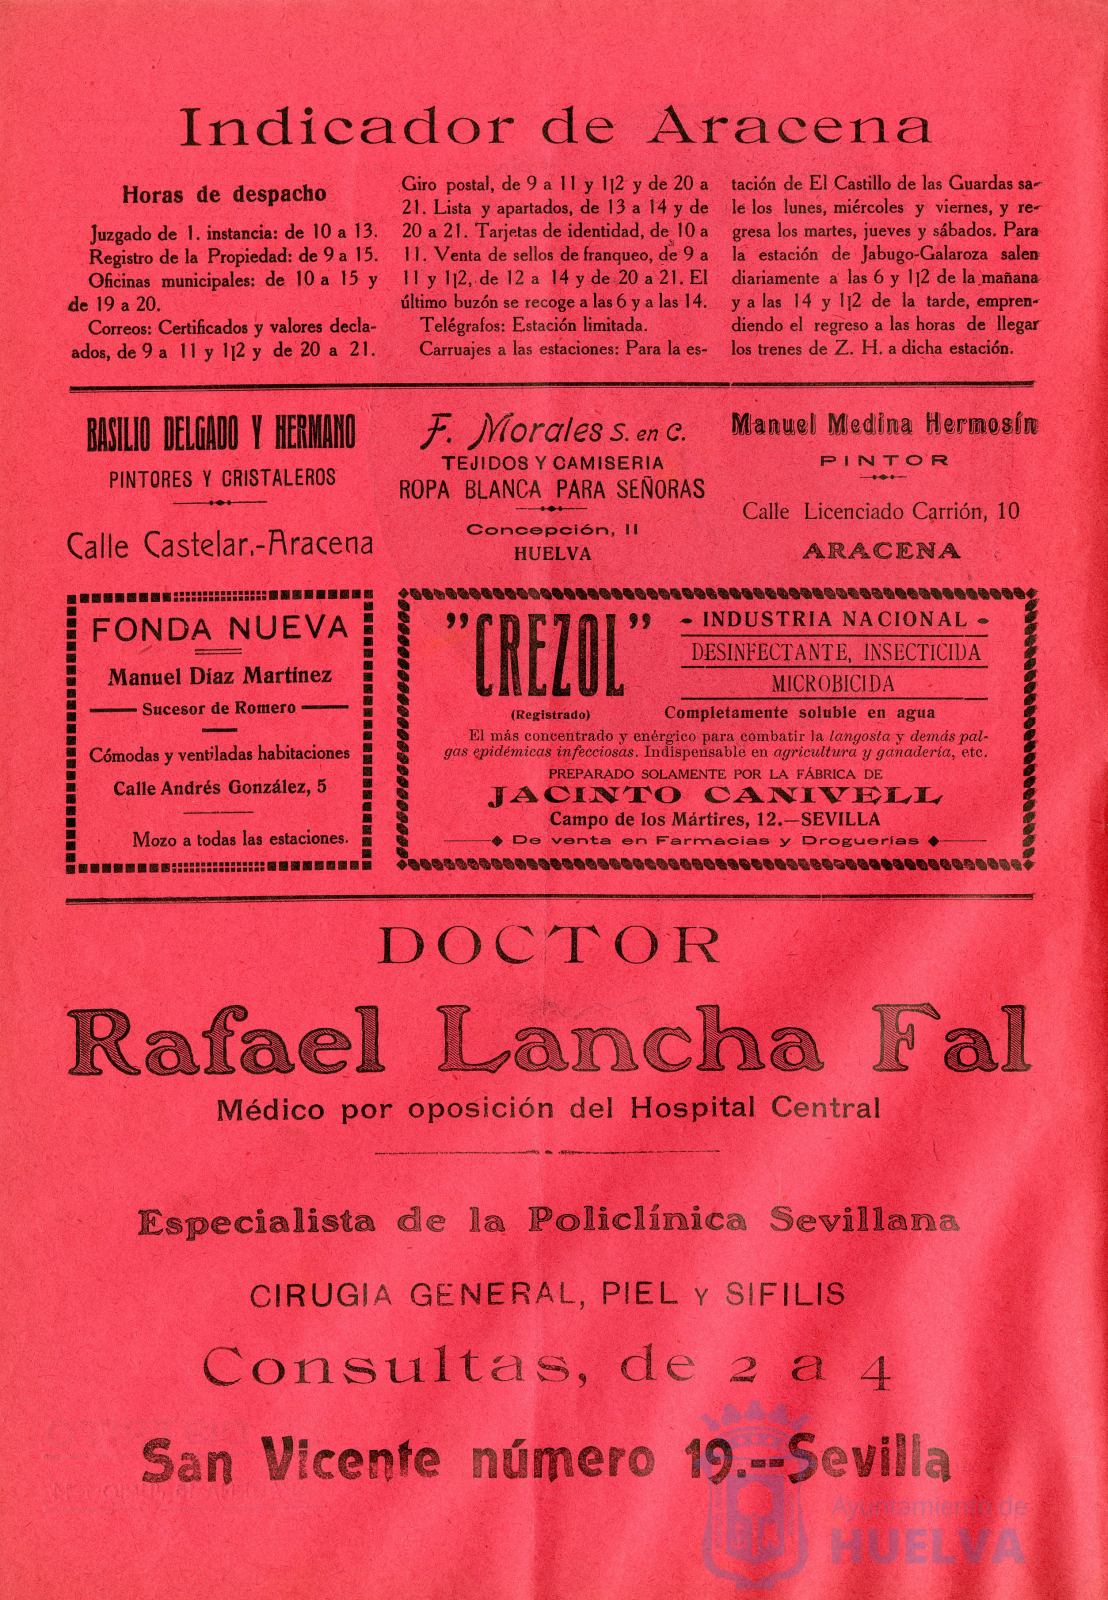 Indicador de Aracena
Horas de despacho
Juzgado de 1. instancia: de 10 a 13.
Registro de la Propiedad: de 9 a 15.
Oficinas municipales: de 10 a 15 y
de 19 a 20.
Correos: Certificados y valores decla-
ados, de 9 a 11 y 1|2 y de 20 a 21.
Giro postal, de 9 a 11 y 1|2 y de 20 a
21. Lista y apartados, de 13 a 14 y de
20 a 21. Tarjetas de identidad, de 10 a
11. Venta de sellos de franqueo, de 9 a
11 y 1|2, de 12 a 14 y de 20 a 21. El
último buzón se recoge a las 6 y a las 14.
Telégrafos: Estación limitada.
Carruajes a las estaciones: Para la es-
tación de El Castillo de las Guardas sa-
le los lunes, miércoles y viernes, y re-
gresa los martes, jueves y sábados. Para
la estación de Jabugo-Galaroza salen
diariamente a las 6 y 1|2 de la mañana
y a las 14 y 1|2 de la tarde, empren-
diendo el regreso a las horas de llegar
los trenes de Z. H. a dicha estación.
BASILIO DELGADO Y HERMANO
PINTORES Y CRISTALEROS
Calle Castelar.-Aracena
F. Morales S. en C.
TEJIDOS Y CAMISERIA
ROPA BLANCA PARA SEÑORAS
Concepción, 11
HUELVA
Manuel Medina Hermosín
PINTOR
Calle Licenciado Carrión, 10
ARACENA
FONDA NUEVA
Manuel Díaz Martínez
Sucesor de Romero
Cómodas y ventiladas habitaciones
Calle Andrés González, 5
Mozo a todas las estaciones.
"CREZOL"
(Registrado)
- INDUSTRIA NACIONAL -
DESINFECTANTE, INSECTICIDA
MICROBICIDA
Completamente soluble en agua
El más concentrado y enérgico para combatir la langosta y demás pal-
gas epidémicas infecciosas. Indispensable en agricultura y ganadería, etc.
PREPARADO SOLAMENTE POR LA FÁBRICA DE
JACINTO CANIVELL
Campo de los Mártires, 12.—SEVILLA
De venta en Farmacias y Droguerías
DOCTOR
Rafael Lancha Fal
Médico por oposición del Hospital Central
Especialista de la Policlínica Sevillana
CIRUGIA GENERAL, PIEL Y SIFILIS
Consultas, de 2 a 4
San Vicente número 19.--Sevilla
Ayuntamiento de
HUELVA